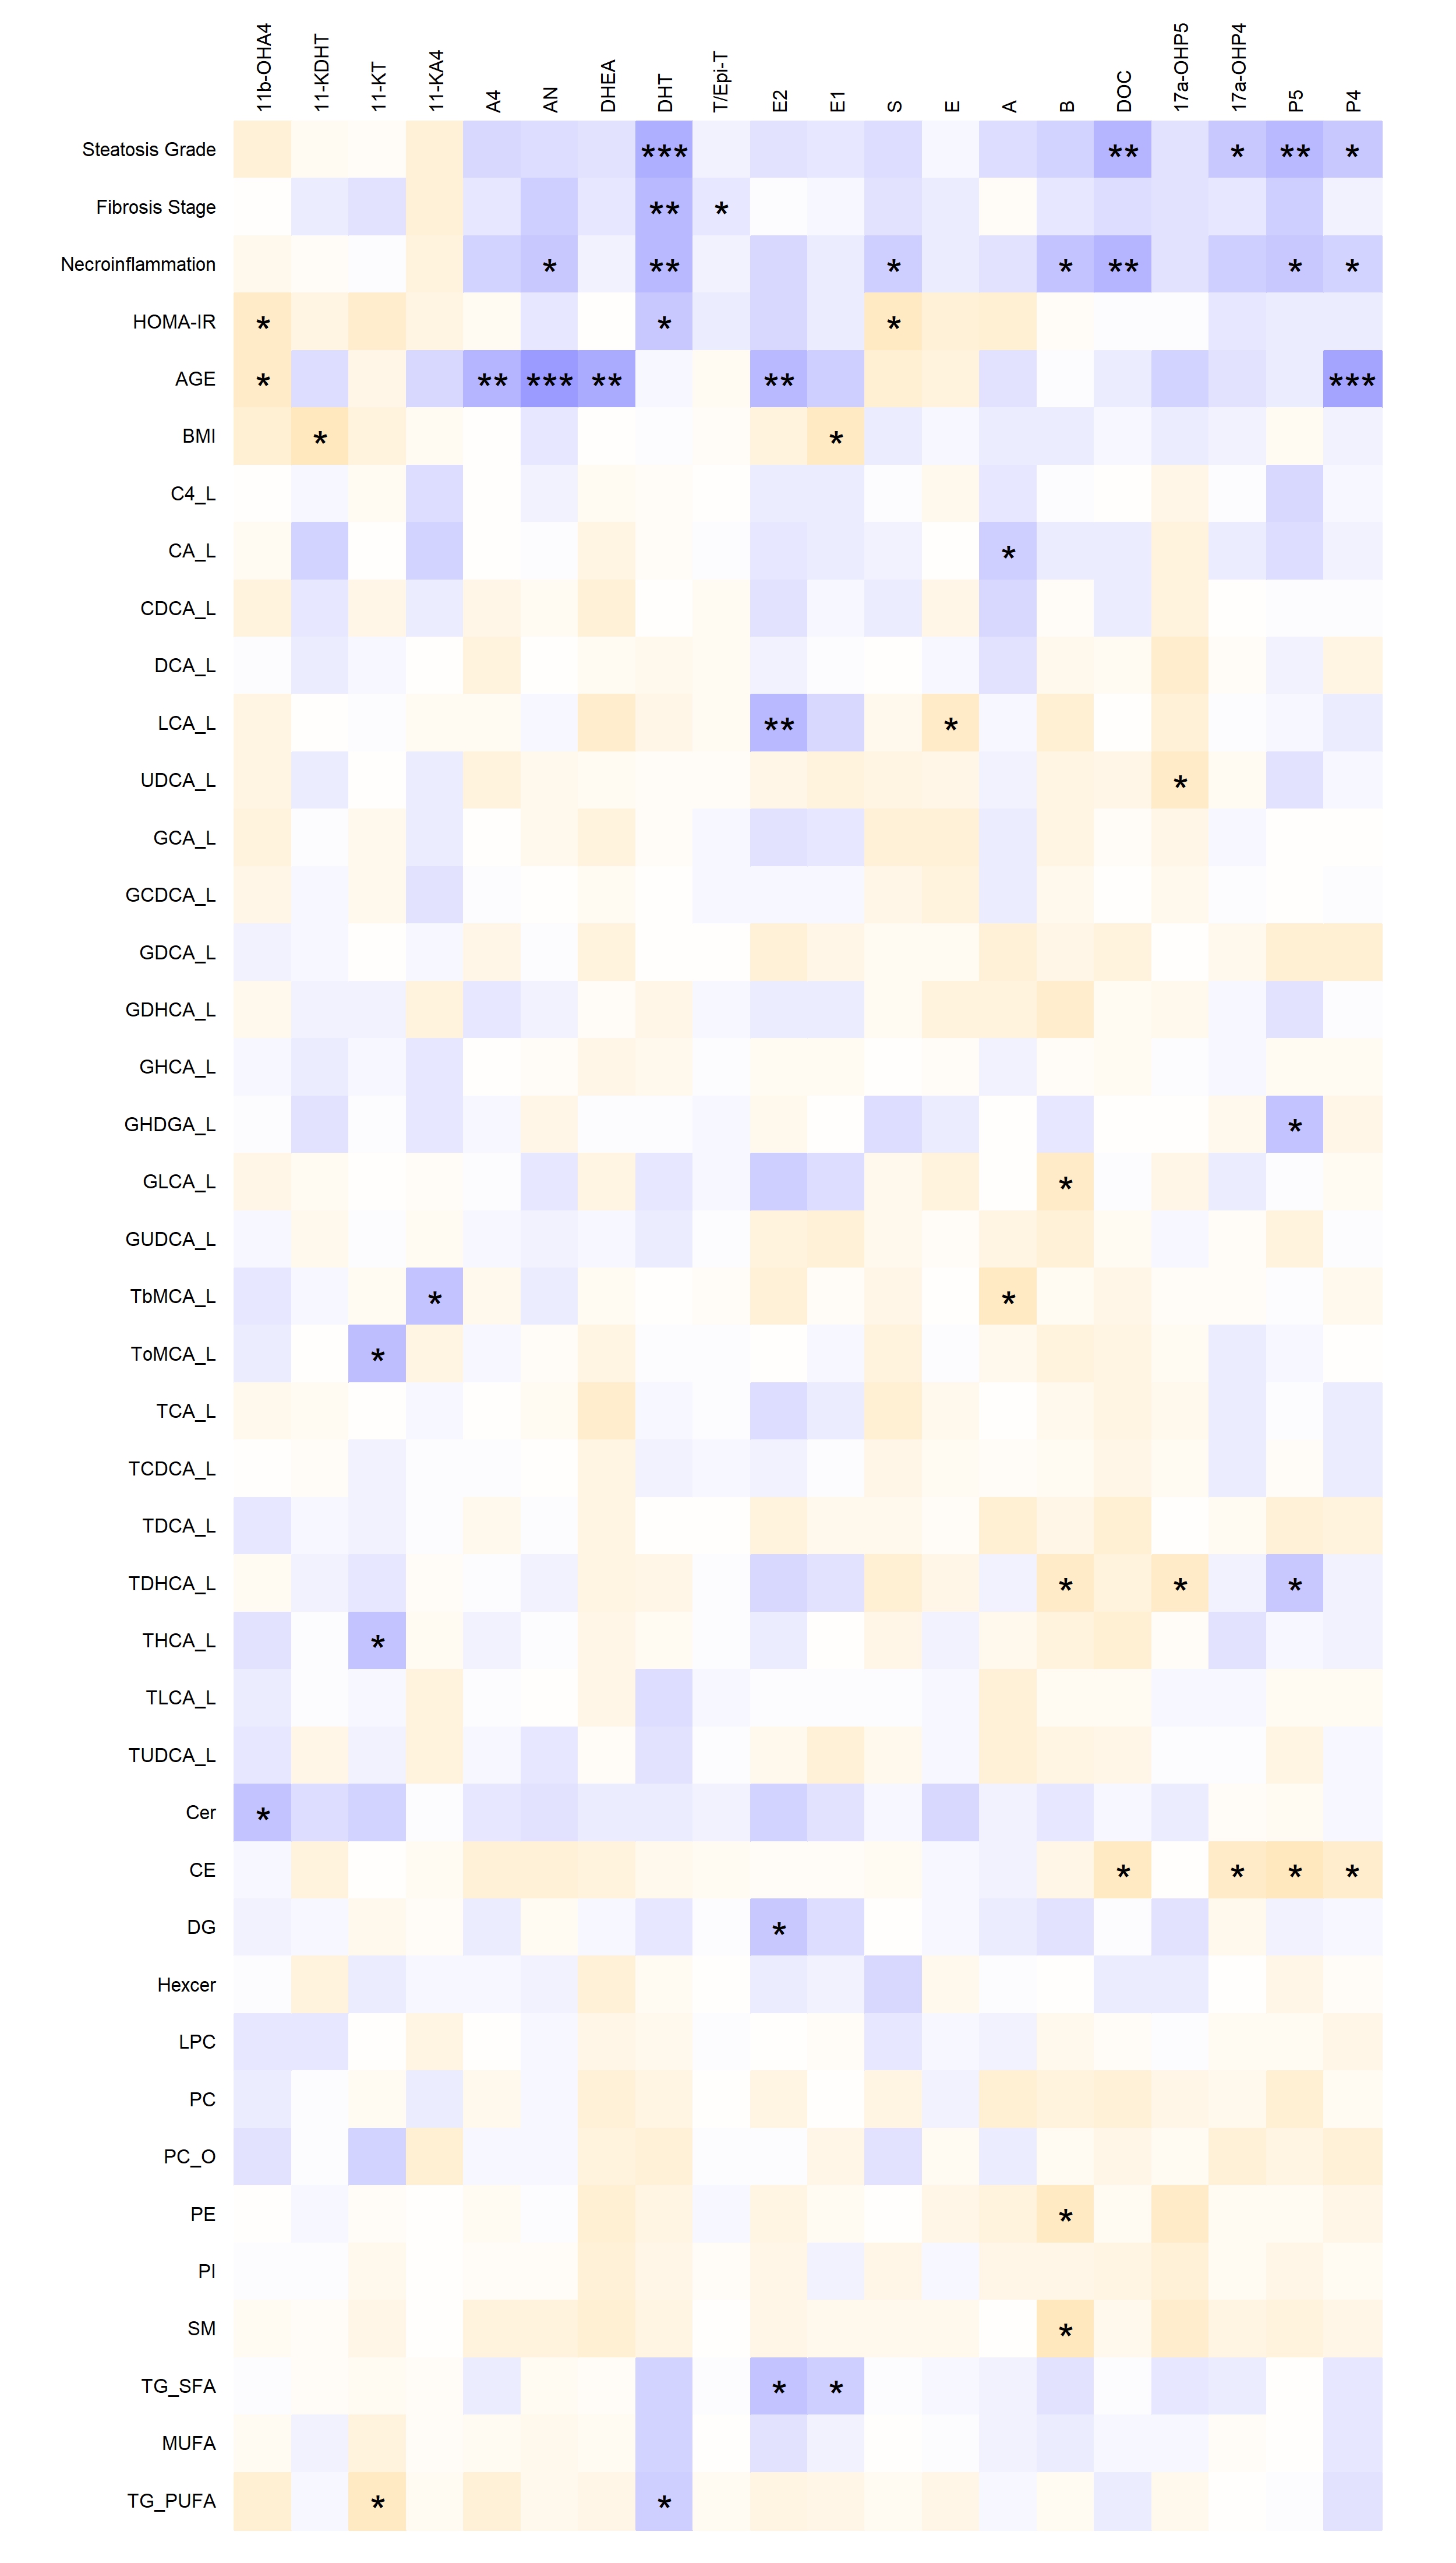 11b-OHA4 11-KDHT 11-KT 11-KA4 A4 AN DHEA DHT T/Epi-T E2 E1 S E A B DOC 17a-OHP5 17a-OHP4 P5 P4
Steatosis Grade *** ** * ** *
Fibrosis Stage ** *
Necroinflammation * ** * * ** * *
HOMA-IR * * *
AGE * ** *** ** ** ***
BMI * *
C4_L
CA_L *
CDCA_L
DCA_L
LCA_L ** *
UDCA_L *
GCA_L
GCDCA_L
GDCA_L
GDHCA_L
GHCA_L
GHDGA_L *
GLCA_L *
GUDCA_L
TbMCA_L * *
ToMCA_L *
TCA_L
TCDCA_L
TDCA_L
TDHCA_L * * *
THCA_L *
TLCA_L
TUDCA_L
Cer *
CE * * * *
DG *
Hexcer
LPC
PC
PC_O
PE *
PI
SM *
TG_SFA * *
MUFA
TG_PUFA * *